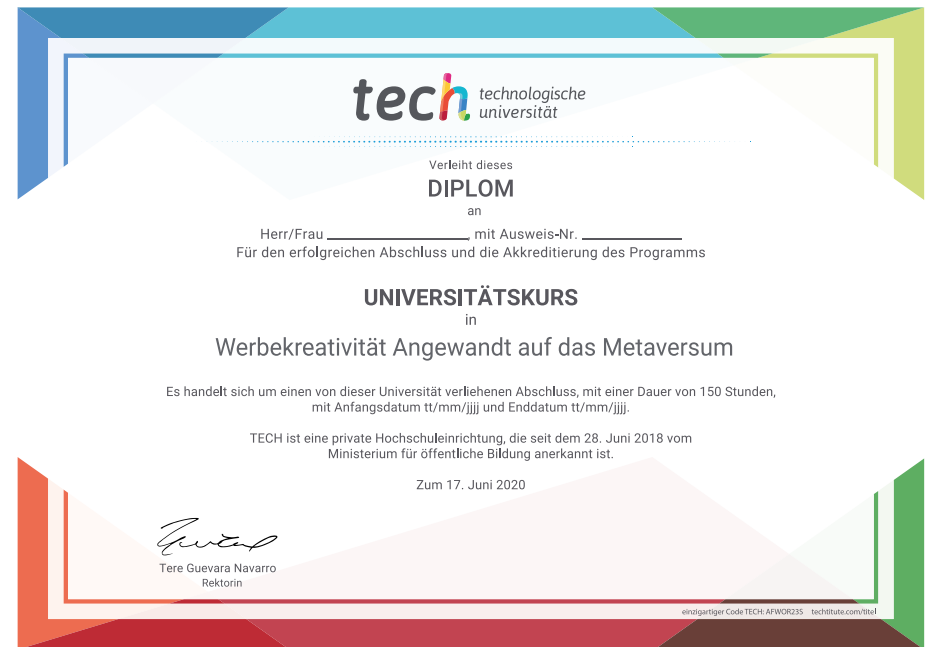 tech technologische
universität
Verleiht dieses
DIPLOM
an
Herr/Frau ____________________, mit Ausweis-Nr. ______________
Für den erfolgreichen Abschluss und die Akkreditierung des Programms
UNIVERSITÄTSKURS
in
Werbekreativität Angewandt auf das Metaversum
Es handelt sich um einen von dieser Universität verliehenen Abschluss, mit einer Dauer von 150 Stunden,
mit Anfangsdatum tt/mm/jjjj und Enddatum tt/mm/jjjj.
TECH ist eine private Hochschuleinrichtung, die seit dem 28. Juni 2018 vom
Ministerium für öffentliche Bildung anerkannt ist.
Zum 17. Juni 2020
Tere Guevara Navarro
Rektorin
einzigartiger Code TECH: AFWOR235 techtitute.com/titel